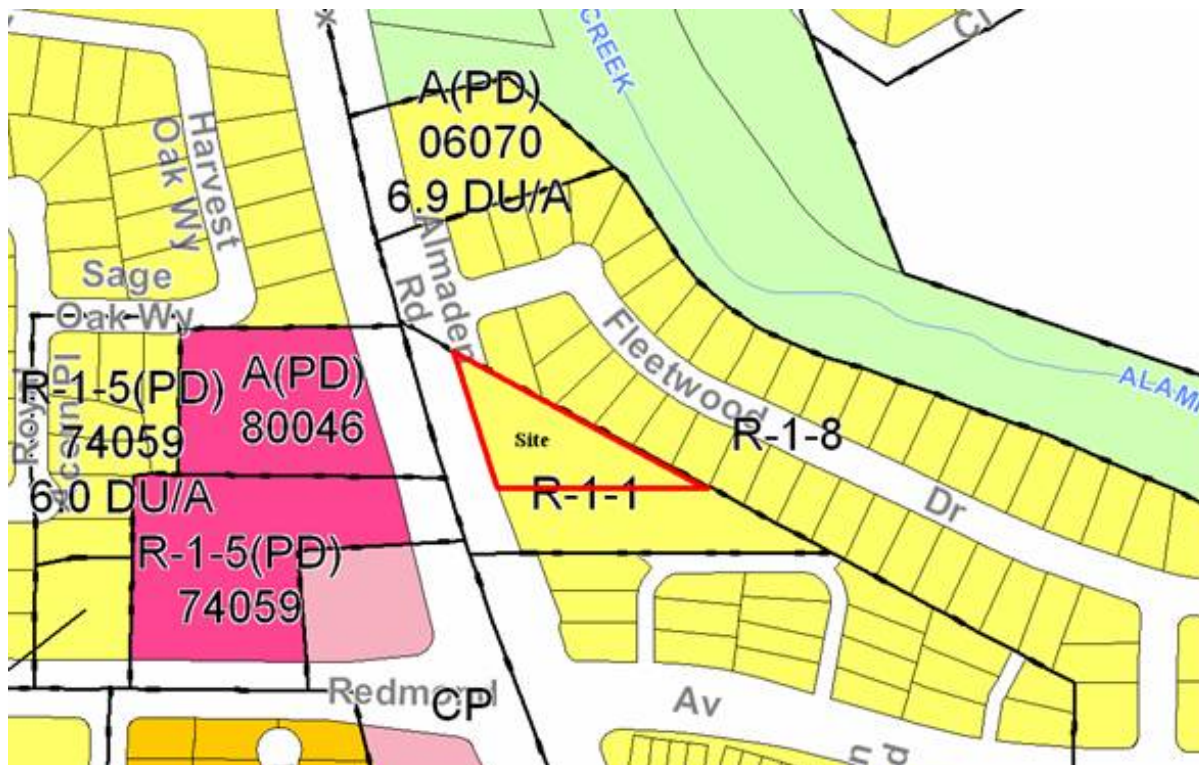 CREEK
A(PD)
06070
6.9 DU/A
Harvest
Oak Wy
Sage
Oak Wy
Almaden
Rd
Fleetwood
Dr
ALAM
R-1-5(PD)
74059
6.0 DU/A
A(PD)
80046
Site
R-1-1
R-1-8
R-1-5(PD)
74059
Redmond
Av
CP